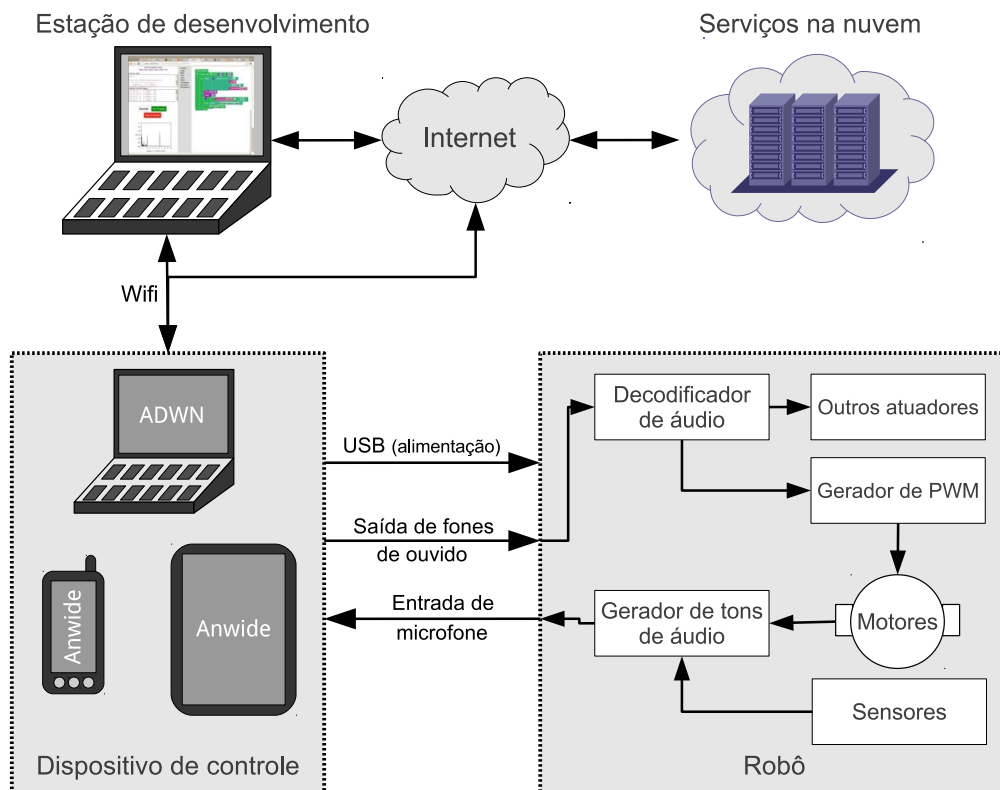 Estação de desenvolvimento
Serviços na nuvem
Internet
Wifi
ADWN
Anwide
Anwide
Dispositivo de controle
USB (alimentação)
Saída de fones
de ouvido
Entrada de
microfone
Decodificador
de áudio
Outros atuadores
Gerador de PWM
Gerador de tons
de áudio
Motores
Sensores
Robô